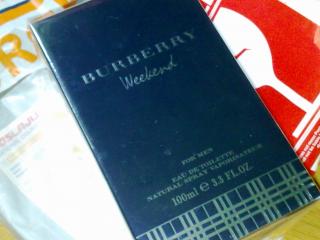 BURBERRY
Weekend
FOR MEN
EAU DE TOILETTE
NATURAL SPRAY VAPORISATEUR
100ml ℮ 3.3 FL.OZ.